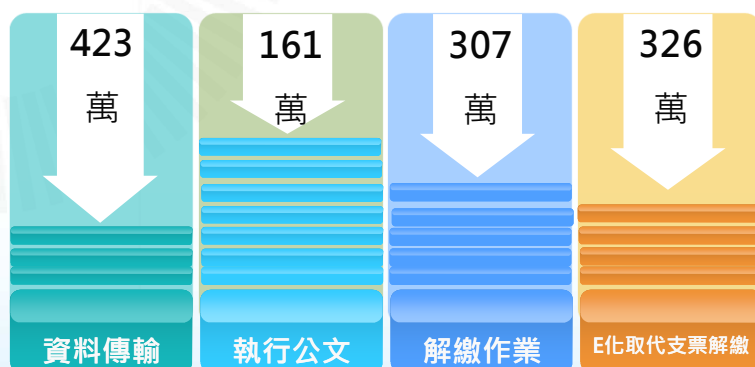 423
萬
資料傳輸
161
萬
執行公文
307
萬
解繳作業
326
萬
E化取代支票解繳